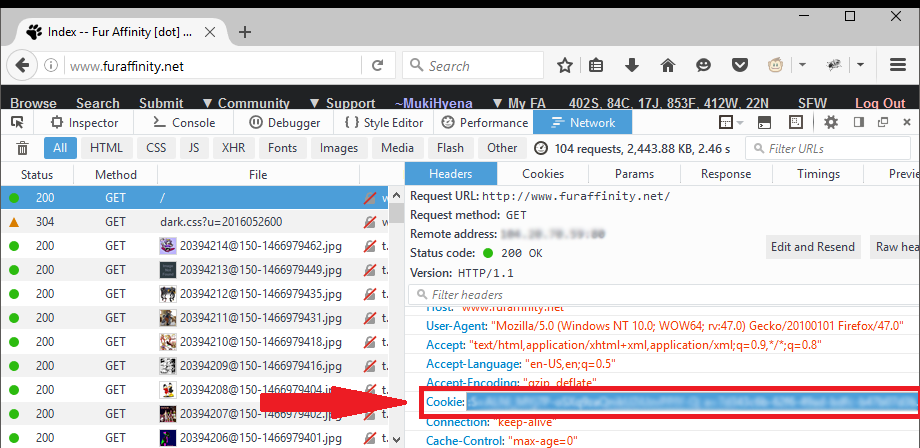 Index -- Fur Affinity [dot] ...
www.furaffinity.net
Search
Browse Search Submit ▼ Community ▼ Support ~MukiHyena ▼ My FA 402S, 84C, 17J, 853F, 412W, 22N SFW Log Out
Inspector Console Debugger { } Style Editor Performance Network
All HTML CSS JS XHR Fonts Images Media Flash Other 104 requests, 2,443.88 KB, 2.46 s Filter URLs
Status Method File Headers Cookies Params Response Timings Previe
200 GET / w
304 GET dark.css?u=2016052600 w
200 GET 20394214@150-1466979462.jpg t.
200 GET 20394213@150-1466979449.jpg t.
200 GET 20394212@150-1466979435.jpg t.
200 GET 20394211@150-1466979431.jpg t.
200 GET 20394210@150-1466979418.jpg t.
200 GET 20394209@150-1466979416.jpg t.
200 GET 20394208@150-1466979404.jpg
200 GET 20394207@150-1466979402.jpg t.
Request URL: http://www.furaffinity.net/
Request method: GET
Remote address:
Status code: 200 OK
Edit and Resend Raw hea
Version: HTTP/1.1
Filter headers
Host: "www.furaffinity.net"
User-Agent: "Mozilla/5.0 (Windows NT 10.0; WOW64; rv:47.0) Gecko/20100101 Firefox/47.0"
Accept: "text/html,application/xhtml+xml,application/xml;q=0.9,*/*;q=0.8"
Accept-Language: "en-US,en;q=0.5"
Accept-Encoding: "gzip, deflate"
Cookie:
Connection: "keep-alive"
Cache-Control: "max-age=0"